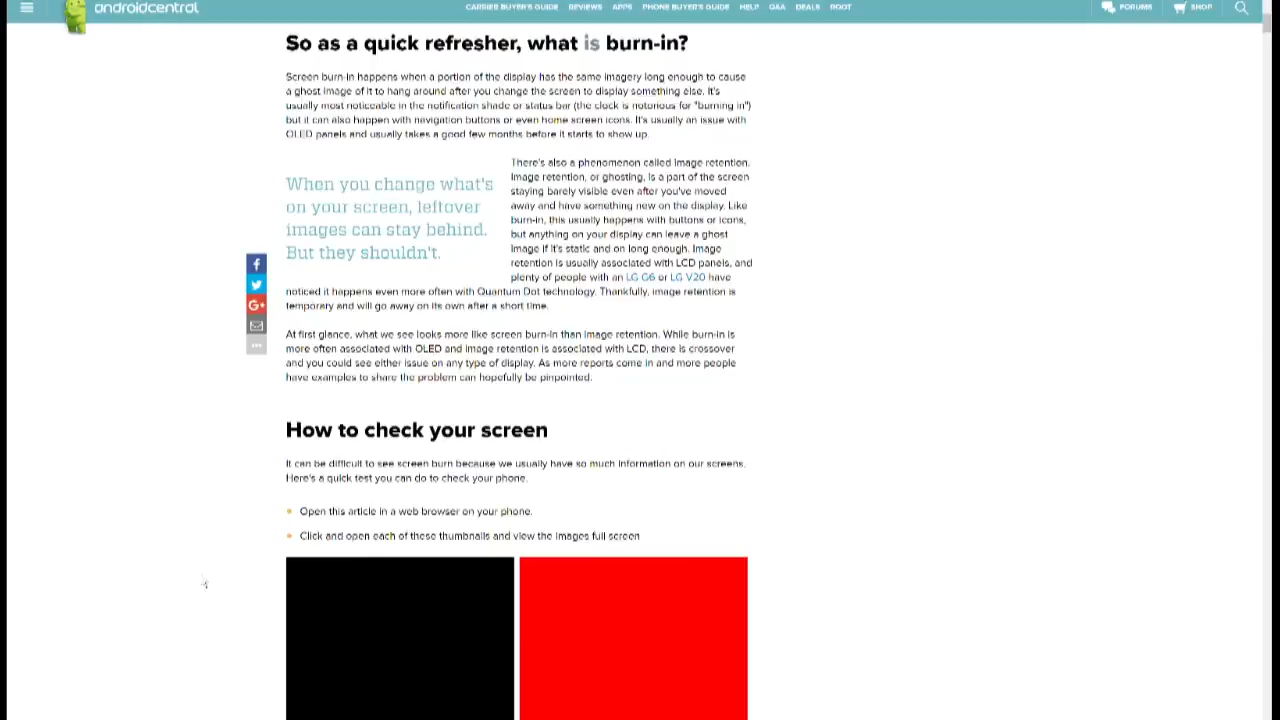 androidcentral
CARRIER BUYER'S GUIDE REVIEWS APPS PHONE BUYER'S GUIDE HELP Q&A DEALS ROOT
FORUMS SHOP
So as a quick refresher, what is burn-in?
Screen burn-in happens when a portion of the display has the same imagery long enough to cause
a ghost image of it to hang around after you change the screen to display something else. It's
usually most noticeable in the notification shade or status bar (the clock is notorious for "burning in")
but it can also happen with navigation buttons or even home screen icons. It's usually an issue with
OLED panels and usually takes a good few months before it starts to show up.
When you change what's
on your screen, leftover
images can stay behind.
But they shouldn't.
There's also a phenomenon called image retention.
Image retention, or ghosting, is a part of the screen
staying barely visible even after you've moved
away and have something new on the display. Like
burn-in, this usually happens with buttons or icons,
but anything on your display can leave a ghost
image if it's static and on long enough. Image
retention is usually associated with LCD panels, and
plenty of people with an LG G6 or LG V20 have
noticed it happens even more often with Quantum Dot technology. Thankfully, image retention is
temporary and will go away on its own after a short time.
At first glance, what we see looks more like screen burn-in than image retention. While burn-in is
more often associated with OLED and image retention is associated with LCD, there is crossover
and you could see either issue on any type of display. As more reports come in and more people
have examples to share the problem can hopefully be pinpointed.
How to check your screen
It can be difficult to see screen burn because we usually have so much information on our screens.
Here's a quick test you can do to check your phone.
Open this article in a web browser on your phone.
Click and open each of these thumbnails and view the images full screen